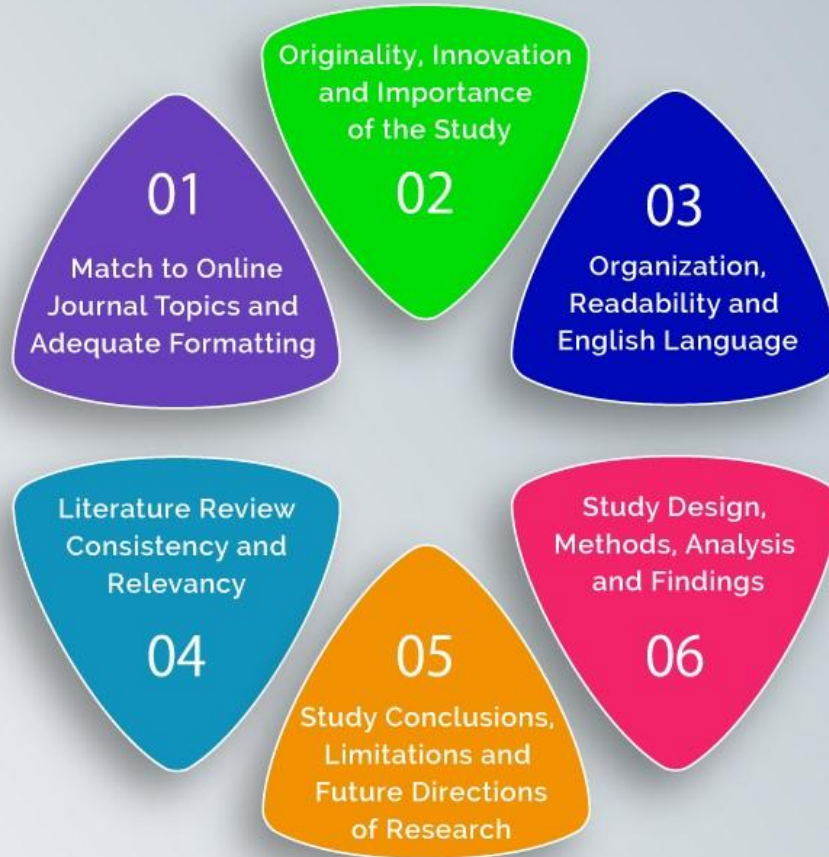 01
Match to Online
Journal Topics and
Adequate Formatting
Originality, Innovation
and Importance
of the Study
02
03
Organization,
Readability and
English Language
Literature Review
Consistency and
Relevancy
04
05
Study Conclusions,
Limitations and
Future Directions
of Research
Study Design,
Methods, Analysis
and Findings
06